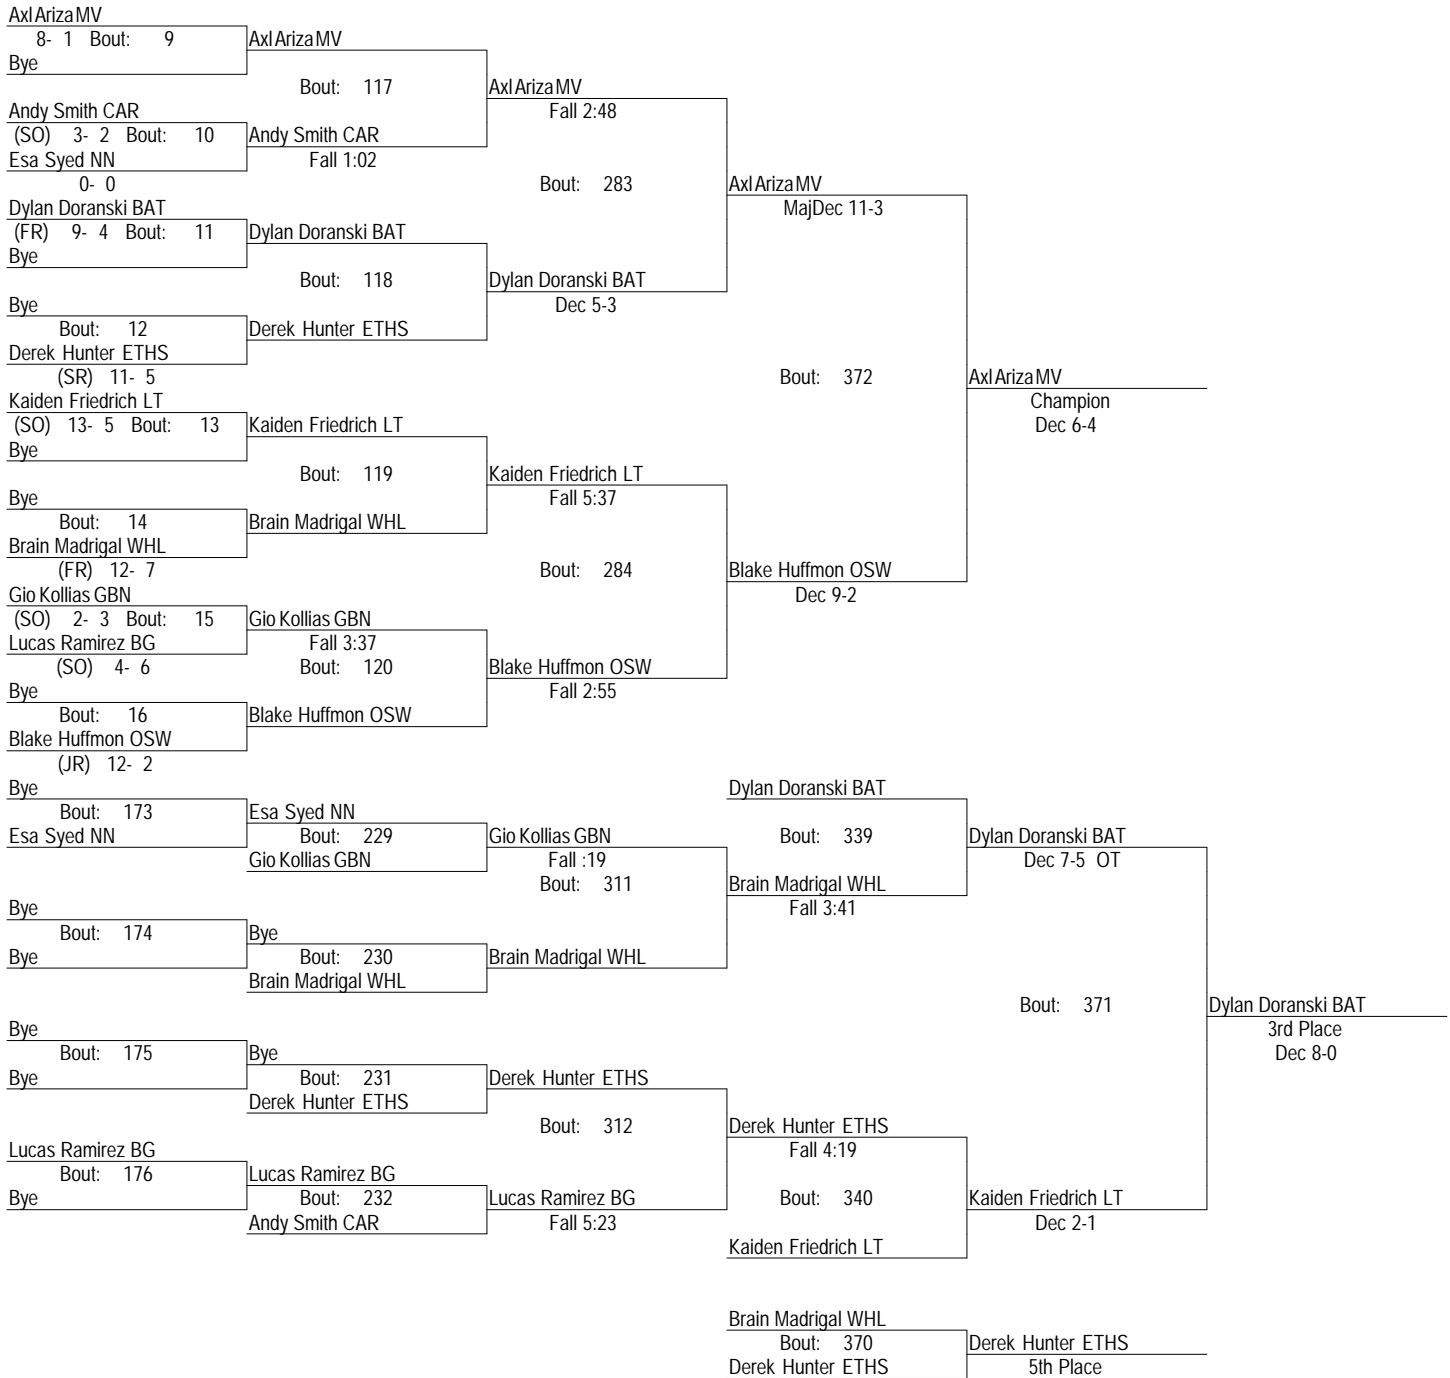 Axl Ariza MV
8- 1 Bout: 9 Axl Ariza MV
Bye
Bout: 117 Axl Ariza MV
Andy Smith CAR Fall 2:48
(SO) 3- 2 Bout: 10 Andy Smith CAR
Esa Syed NN Fall 1:02
0- 0 Bout: 283 Axl Ariza MV
Dylan Doranski BAT MajDec 11-3
(FR) 9- 4 Bout: 11 Dylan Doranski BAT
Bye
Bout: 118 Dylan Doranski BAT
Bye Dec 5-3
Bout: 12 Derek Hunter ETHS
Derek Hunter ETHS
(SR) 11- 5 Bout: 372 Axl Ariza MV
Kaiden Friedrich LT Champion
(SO) 13- 5 Bout: 13 Kaiden Friedrich LT Dec 6-4
Bye
Bout: 119 Kaiden Friedrich LT
Bye Fall 5:37
Bout: 14 Brain Madrigal WHL
Brain Madrigal WHL
(FR) 12- 7 Bout: 284 Blake Huffmon OSW
Gio Kollias GBN Dec 9-2
(SO) 2- 3 Bout: 15 Gio Kollias GBN
Lucas Ramirez BG Fall 3:37
(SO) 4- 6 Bout: 120 Blake Huffmon OSW
Bye Fall 2:55
Bout: 16 Blake Huffmon OSW
Blake Huffmon OSW
(JR) 12- 2
Bye Dylan Doranski BAT
Bout: 173 Esa Syed NN
Esa Syed NN Bout: 229 Gio Kollias GBN Bout: 339 Dylan Doranski BAT
Gio Kollias GBN Fall :19 Dec 7-5 OT
Bout: 311 Brain Madrigal WHL
Bye Fall 3:41
Bout: 174 Bye
Bye Bout: 230 Brain Madrigal WHL
Brain Madrigal WHL
Bout: 371 Dylan Doranski BAT
Bye 3rd Place
Bout: 175 Bye Dec 8-0
Bye Bout: 231 Derek Hunter ETHS
Derek Hunter ETHS
Bout: 312 Derek Hunter ETHS
Lucas Ramirez BG Fall 4:19
Bout: 176 Lucas Ramirez BG
Bye Bout: 232 Lucas Ramirez BG Bout: 340 Kaiden Friedrich LT
Andy Smith CAR Fall 5:23 Dec 2-1
Kaiden Friedrich LT
Brain Madrigal WHL
Bout: 370 Derek Hunter ETHS
Derek Hunter ETHS 5th Place